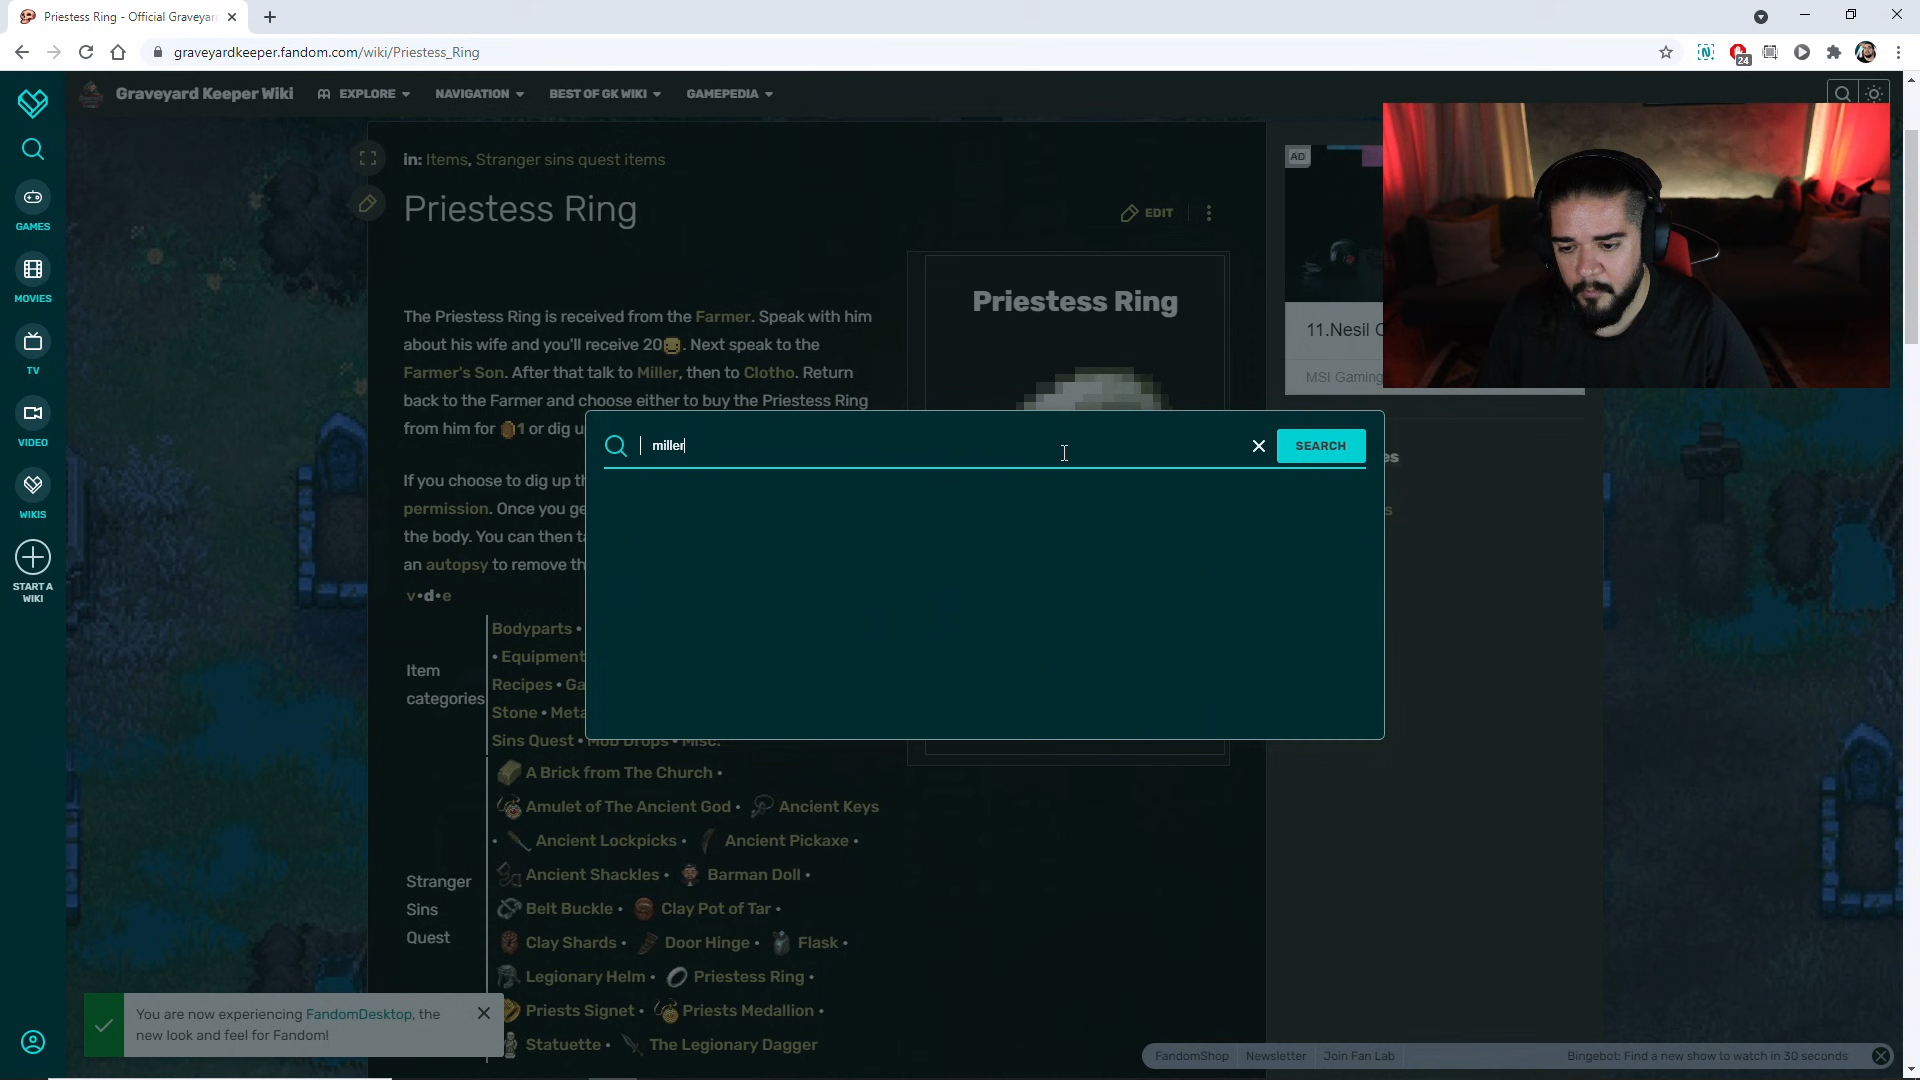 Priestess Ring - Official Graveyar
graveyardkeeper.fandom.com/wiki/Priestess_Ring
24
Graveyard Keeper Wiki
EXPLORE
NAVIGATION
BEST OF GK WIKI
GAMEPEDIA
GAMES
MOVIES
TV
VIDEO
WIKIS
START A
WIKI
in: Items, Stranger sins quest items
Priestess Ring
EDIT
The Priestess Ring is received from the Farmer. Speak with him
about his wife and you'll receive 20. Next speak to the
Farmer's Son. After that talk to Miller, then to Clotho. Return
back to the Farmer and choose either to buy the Priestess Ring
from him for 1 or dig u
If you choose to dig up th
permission. Once you ge
the body. You can then ta
an autopsy to remove th
v•d•e
Priestess Ring
AD
11.Nesil
MSI Gaming
miller
SEARCH
es
s
Item
categories
Bodyparts •
• Equipment
Recipes • Ga
Stone • Meta
Sins Quest • Mob Drops • Misc.
Stranger
Sins
Quest
A Brick from The Church •
Amulet of The Ancient God • Ancient Keys
• Ancient Lockpicks • Ancient Pickaxe •
Ancient Shackles • Barman Doll •
Belt Buckle • Clay Pot of Tar •
Clay Shards • Door Hinge • Flask •
Legionary Helm • Priestess Ring •
Priests Signet • Priests Medallion •
Statuette • The Legionary Dagger
You are now experiencing FandomDesktop, the
new look and feel for Fandom!
FandomShop
Newsletter
Join Fan Lab
Bingebot: Find a new show to watch in 30 seconds